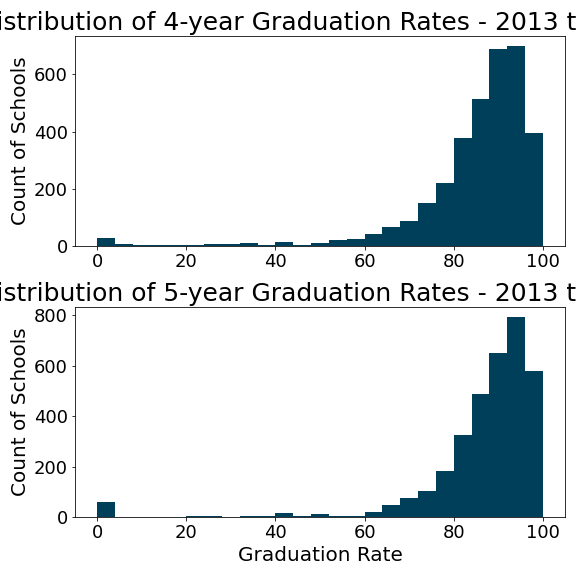 istribution of 4-year Graduation Rates - 2013 t
Count of Schools
600
400
200
0
0 20 40 60 80 100
istribution of 5-year Graduation Rates - 2013 t
Count of Schools
800
600
400
200
0
0 20 40 60 80 100
Graduation Rate